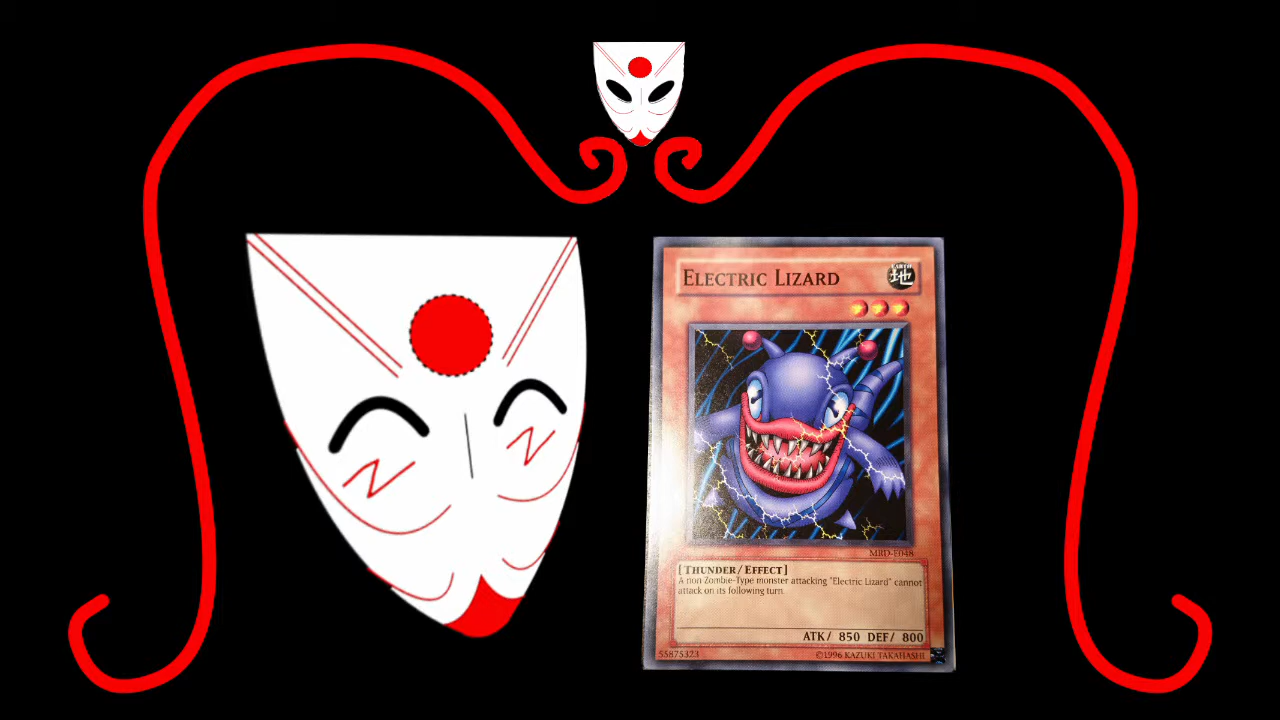 ELECTRIC LIZARD
EARTH
地
MRD-E048
[THUNDER/EFFECT]
A non Zombie-Type monster attacking "Electric Lizard" cannot
attack on its following turn.
ATK/ 850 DEF/ 800
55875323
©1996 KAZUKI TAKAHASHI